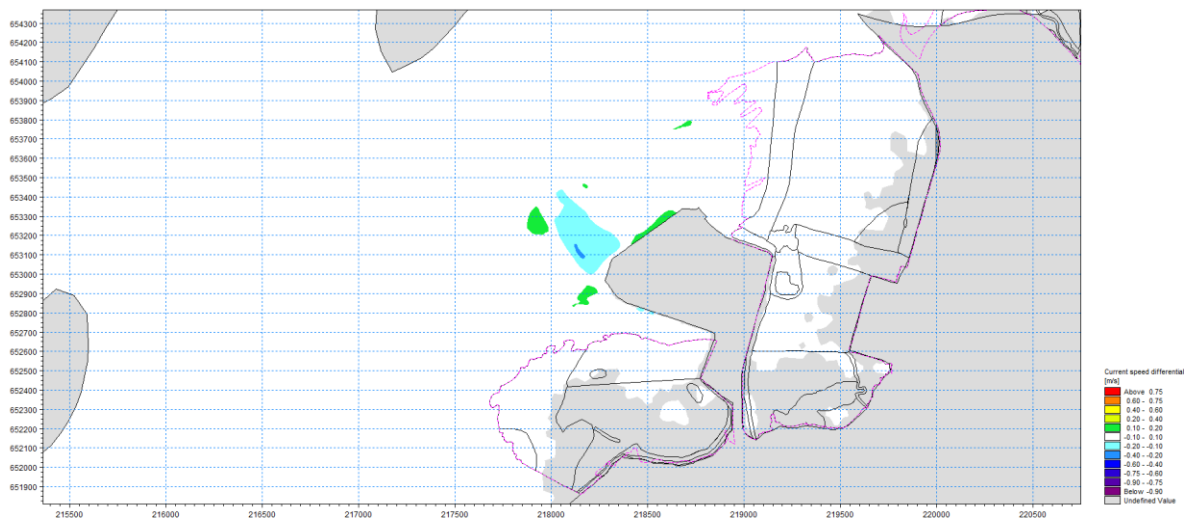 654300
654200
654100
654000
653900
653800
653700
653600
653500
653400
653300
653200
653100
653000
652900
652800
652700
652600
652500
652400
652300
652200
652100
652000
651900
215500 216000 216500 217000 217500 218000 218500 219000 219500 220000 220500
Current speed differential
[m/s]
Above 0.75
0.60 - 0.75
0.40 - 0.60
0.20 - 0.40
0.10 - 0.20
-0.10 - 0.10
-0.20 - -0.10
-0.40 - -0.20
-0.60 - -0.40
-0.75 - -0.60
-0.90 - -0.75
Below -0.90
Undefined Value